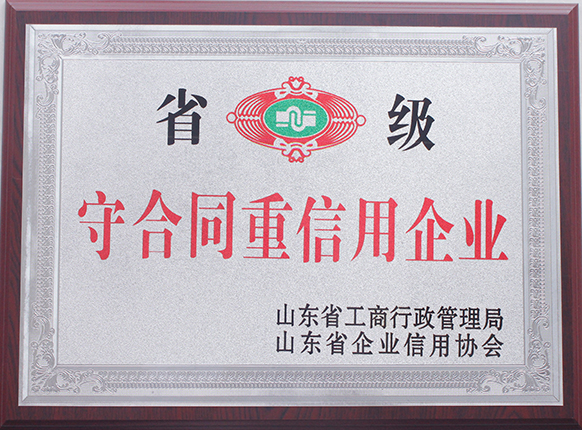 省 级
守合同重信用企业
山东省工商行政管理局
山东省企业信用协会